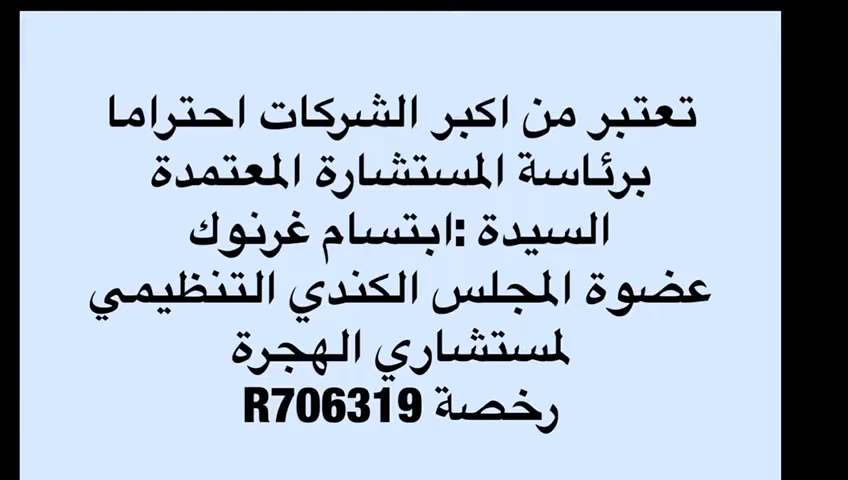 تعتبر من اكبر الشركات احتراما
برئاسة المستشارة المعتمدة
السيدة :ابتسام غرنوك
عضوة المجلس الكندي التنظيمي
لمستشاري الهجرة
رخصة R706319